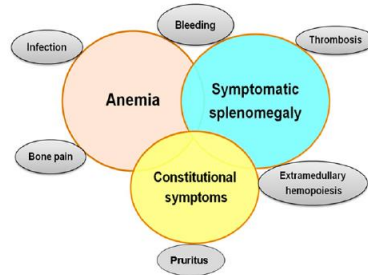 Bleeding
Infection
Thrombosis
Anemia
Symptomatic
splenomegaly
Bone pain
Constitutional
symptoms
Extramedullary
hemopoiesis
Pruritus